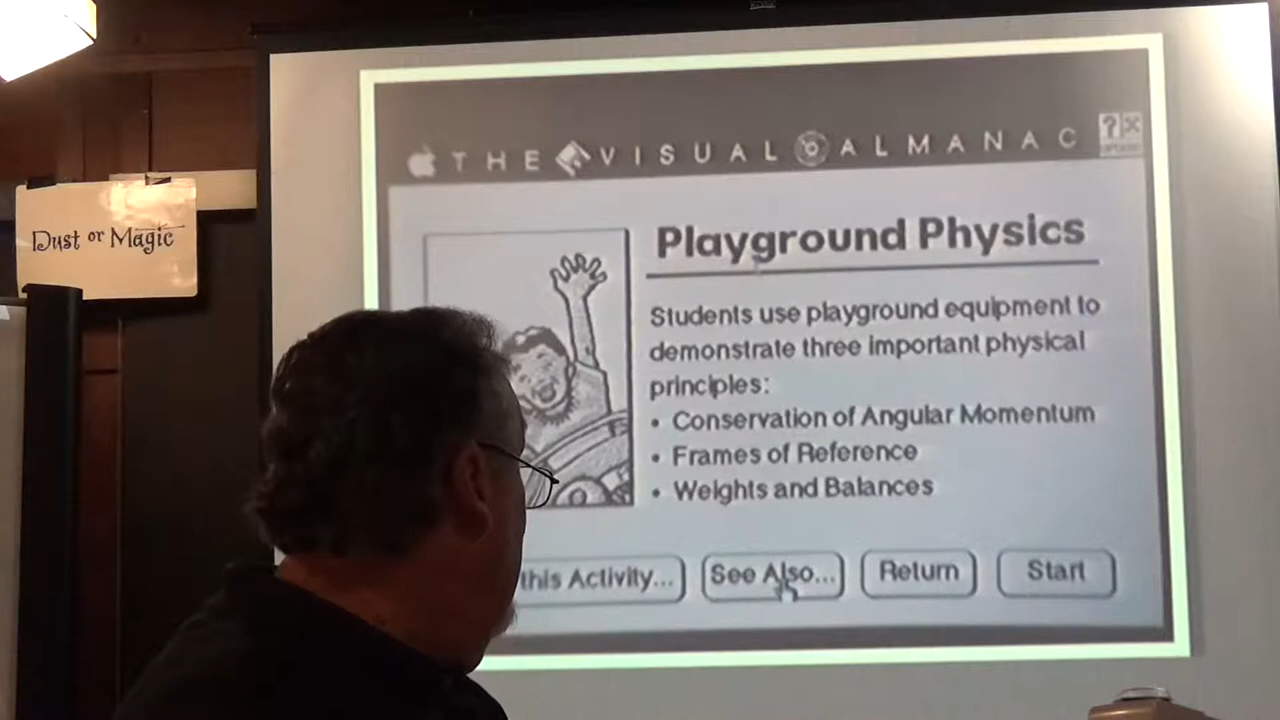 THE VISUAL ALMANAC
Dust or Magic
Playground Physics
Students use playground equipment to
demonstrate three important physical
principles:
• Conservation of Angular Momentum
• Frames of Reference
• Weights and Balances
this Activity...
See Also...
Return
Start